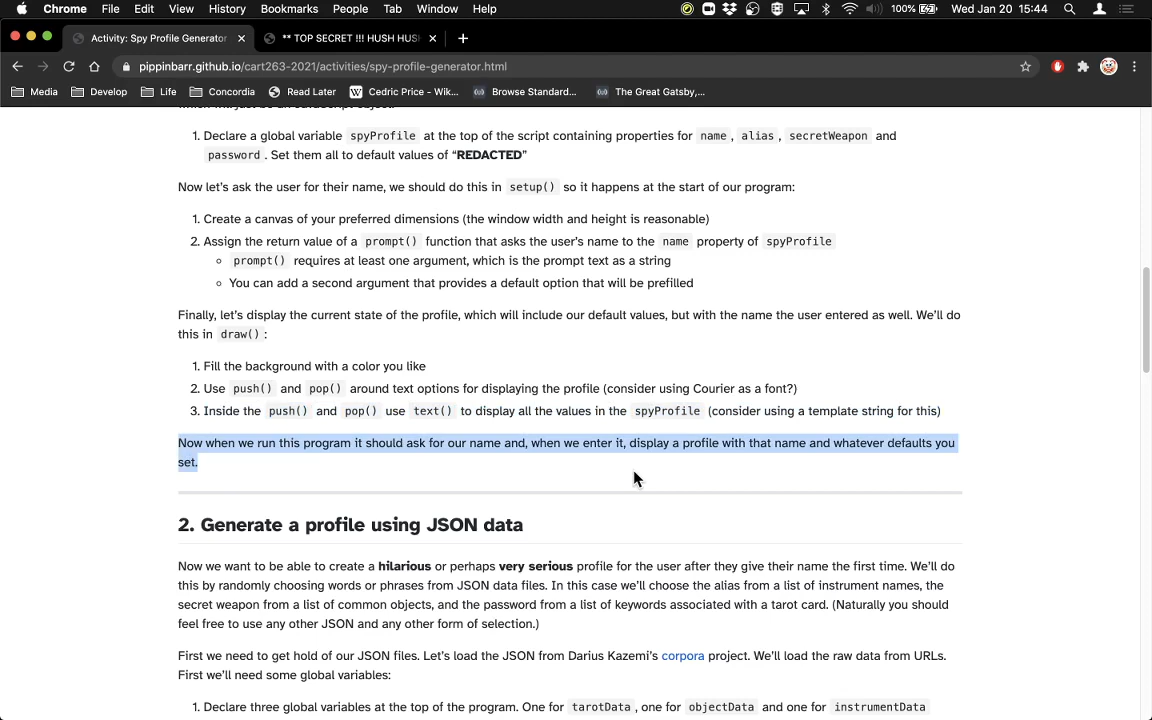 Chrome File Edit View History Bookmarks People Tab Window Help 100% Wed Jan 20 15:44
Activity: Spy Profile Generator ** TOP SECRET !!! HUSH HUS
pippinbarr.github.io/cart263-2021/activities/spy-profile-generator.html
Media Develop Life Concordia Read Later Cedric Price - Wik... Browse Standard... The Great Gatsby,...
1. Declare a global variable spyProfile at the top of the script containing properties for name, alias, secretWeapon and
password. Set them all to default values of “REDACTED”
Now let’s ask the user for their name, we should do this in setup() so it happens at the start of our program:
1. Create a canvas of your preferred dimensions (the window width and height is reasonable)
2. Assign the return value of a prompt() function that asks the user’s name to the name property of spyProfile
prompt() requires at least one argument, which is the prompt text as a string
You can add a second argument that provides a default option that will be prefilled
Finally, let’s display the current state of the profile, which will include our default values, but with the name the user entered as well. We’ll do
this in draw():
1. Fill the background with a color you like
2. Use push() and pop() around text options for displaying the profile (consider using Courier as a font?)
3. Inside the push() and pop() use text() to display all the values in the spyProfile (consider using a template string for this)
Now when we run this program it should ask for our name and, when we enter it, display a profile with that name and whatever defaults you
set.
2. Generate a profile using JSON data
Now we want to be able to create a hilarious or perhaps very serious profile for the user after they give their name the first time. We’ll do
this by randomly choosing words or phrases from JSON data files. In this case we’ll choose the alias from a list of instrument names, the
secret weapon from a list of common objects, and the password from a list of keywords associated with a tarot card. (Naturally you should
feel free to use any other JSON and any other form of selection.)
First we need to get hold of our JSON files. Let’s load the JSON from Darius Kazemi’s corpora project. We’ll load the raw data from URLs.
First we’ll need some global variables:
1. Declare three global variables at the top of the program. One for tarotData, one for objectData and one for instrumentData